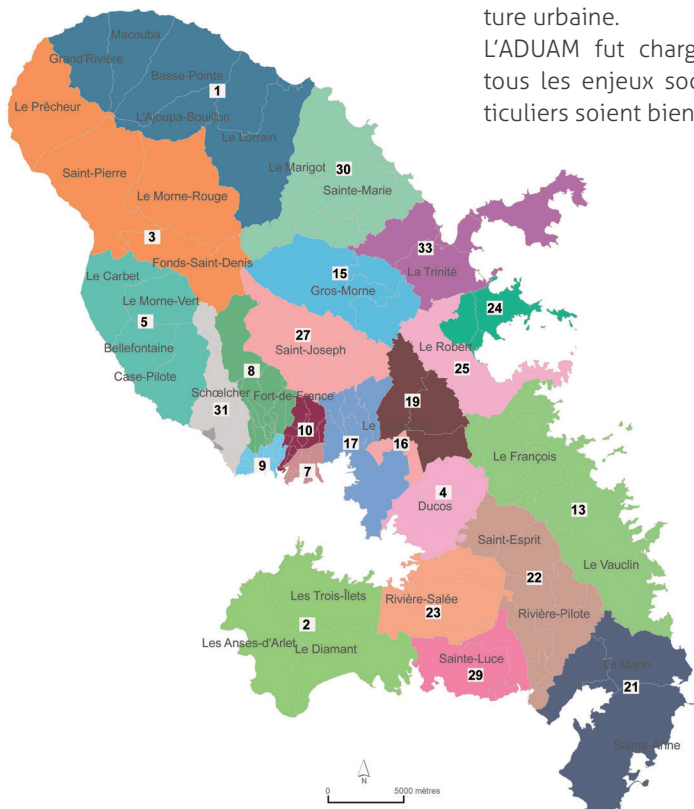 ture urbaine.
L'ADUAM fut charg
tous les enjeux soc
ticuliers soient bien
Macouba
Grand'Rivière
Basse-Pointe
1
Le Prêcheur
L'Ajoupa-Bouillon
Le Lorrain
Le Marigot
30
Saint-Pierre
Sainte-Marie
Le Morne-Rouge
3
33
Fonds-Saint-Denis
15
La Trinité
Le Carbet
Gros-Morne
Le Morne-Vert
24
5
27
Bellefontaine
Saint-Joseph
Le Robert
8
25
Case-Pilote
Schœlcher
Fort-de-France
19
31
10
Le
17
16
9
7
Le François
4
13
Ducos
Saint-Esprit
Le Vauclin
22
Les Trois-Îlets
Rivière-Salée
2
23
Rivière-Pilote
Les Anses-d'Arlet
Le Diamant
Sainte-Luce
Le Marin
29
21
Sainte-Anne
N
0 5000 mètres